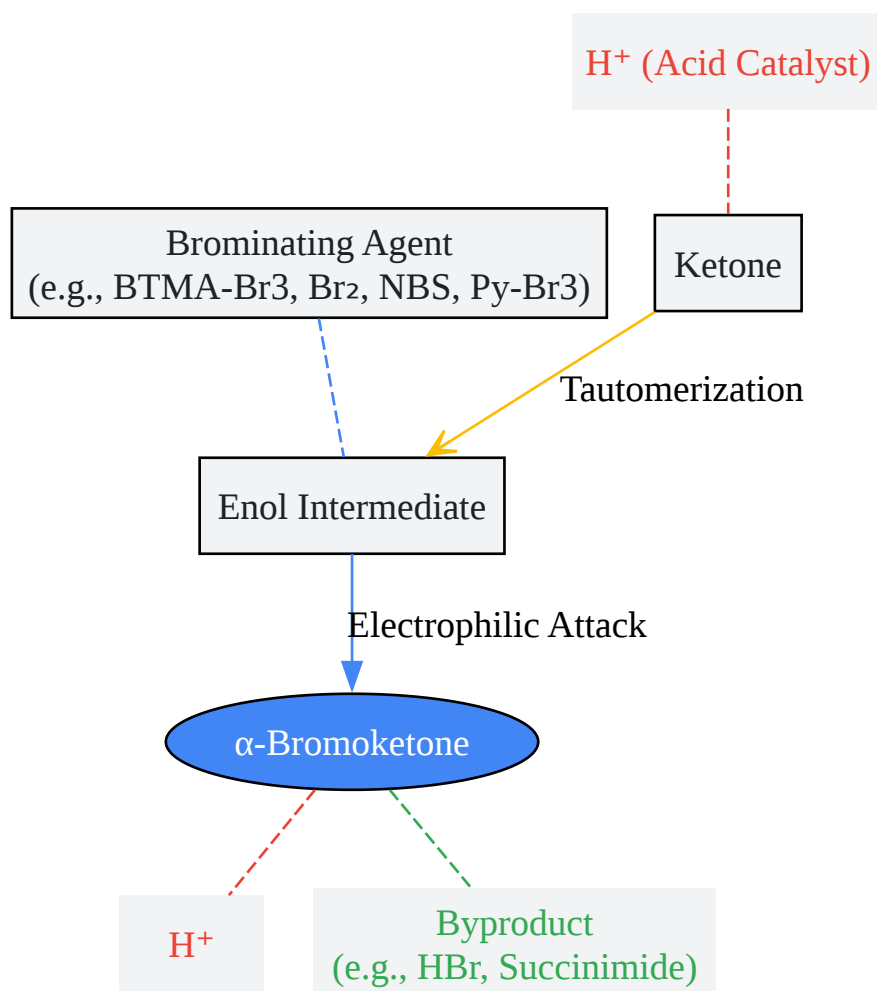 H⁺ (Acid Catalyst)
Brominating Agent
(e.g., BTMA-Br3, Br₂, NBS, Py-Br3)
Ketone
Tautomerization
Enol Intermediate
Electrophilic Attack
α-Bromoketone
H⁺
Byproduct
(e.g., HBr, Succinimide)